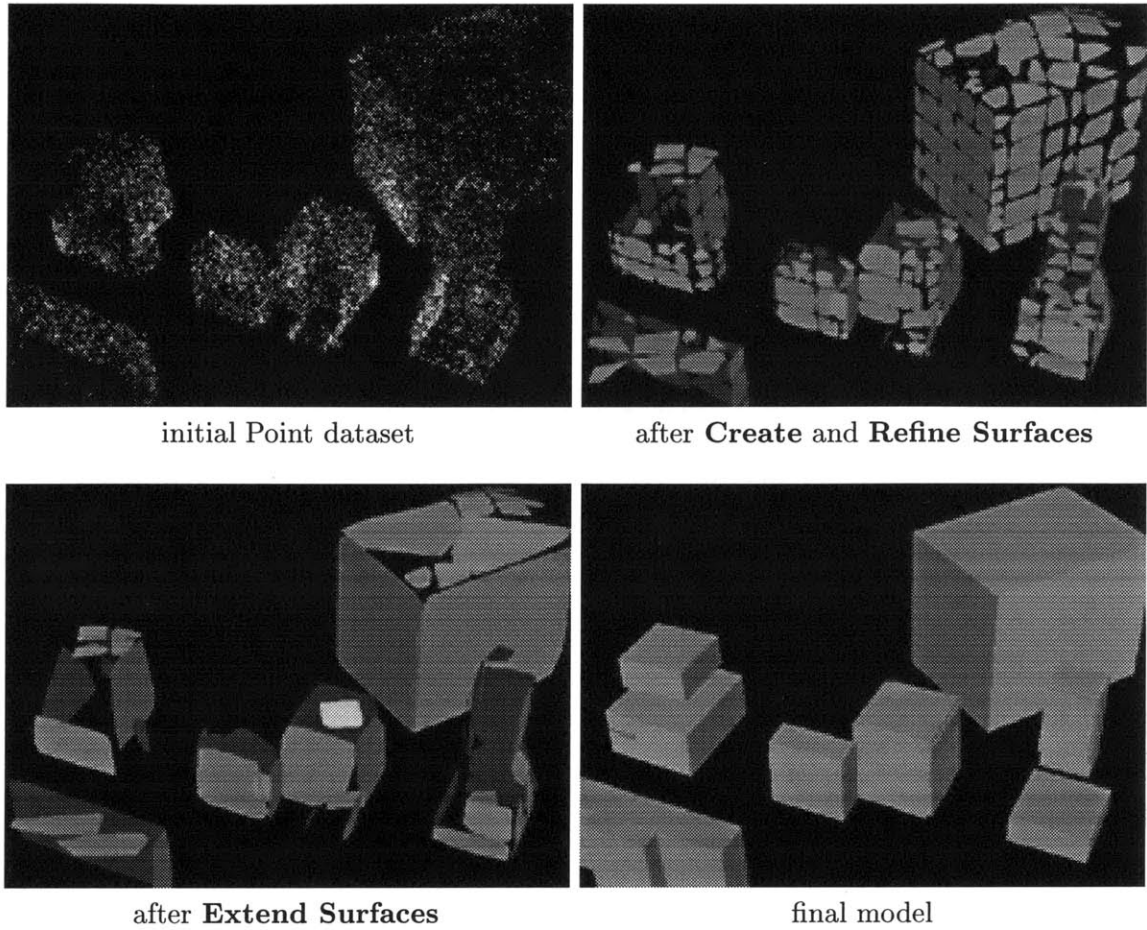 initial Point dataset
after Create and Refine Surfaces
after Extend Surfaces
final model